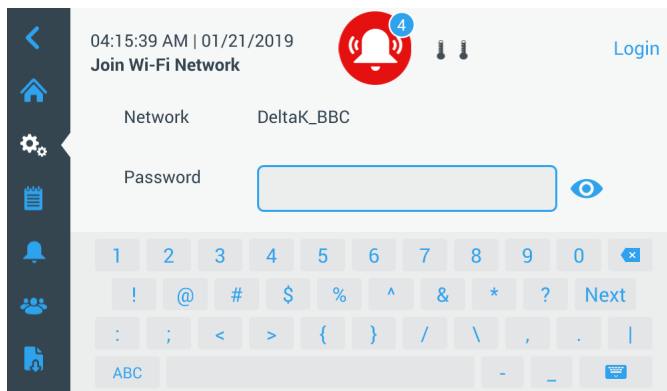 04:15:39 AM | 01/21/2019
4
Login
Join Wi-Fi Network
Network DeltaK_BBC
Password
1 2 3 4 5 6 7 8 9 0
! @ # $ % ^ & * ? Next
: ; < > { } / \ , . |
ABC - _